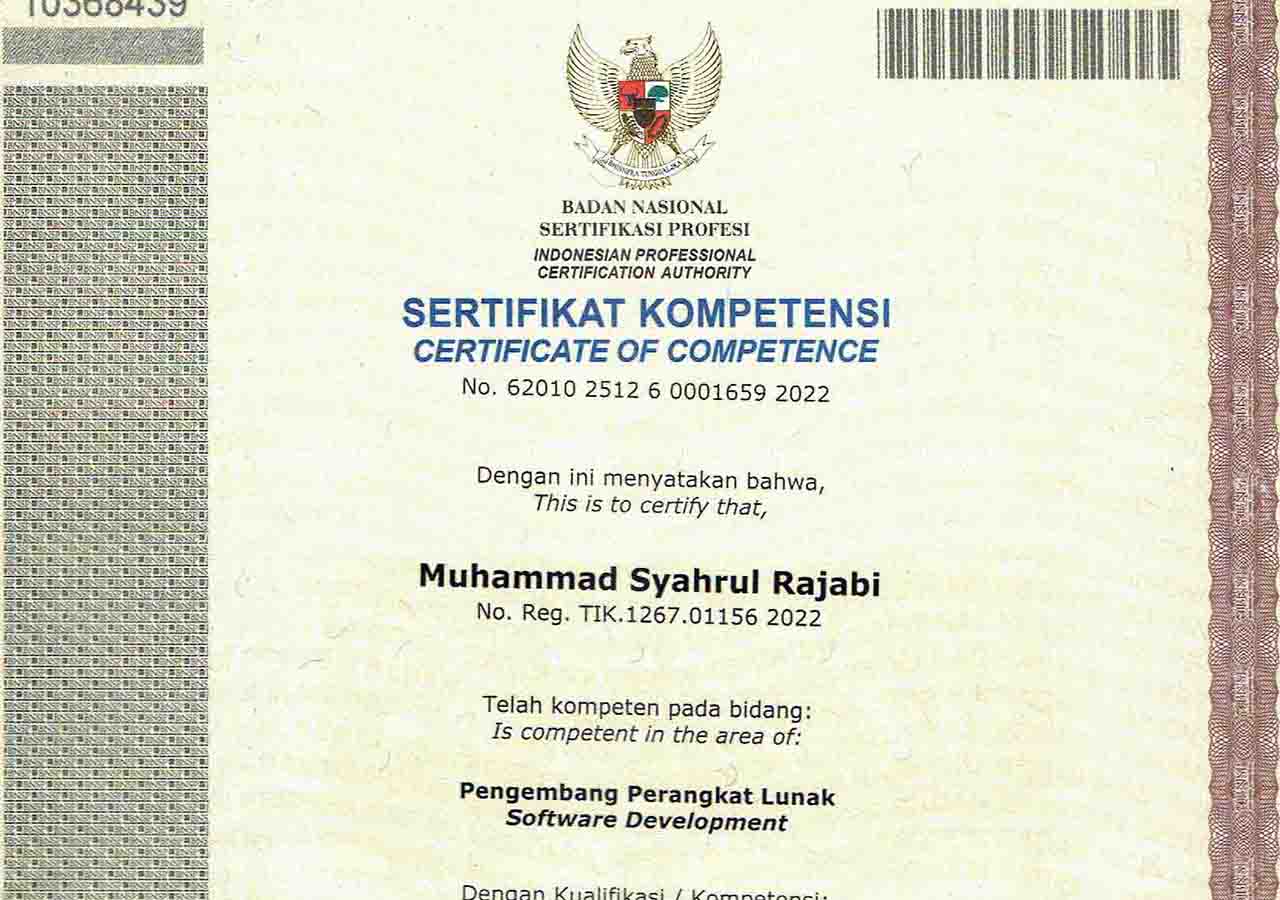 10368439
BHINNEKA TUNGGAL IKA
BADAN NASIONAL
SERTIFIKASI PROFESI
INDONESIAN PROFESSIONAL
CERTIFICATION AUTHORITY
SERTIFIKAT KOMPETENSI
CERTIFICATE OF COMPETENCE
No. 62010 2512 6 0001659 2022
Dengan ini menyatakan bahwa,
This is to certify that,
Muhammad Syahrul Rajabi
No. Reg. TIK.1267.01156 2022
Telah kompeten pada bidang:
Is competent in the area of:
Pengembang Perangkat Lunak
Software Development
Dengan Kualifikasi / Kompetensi: